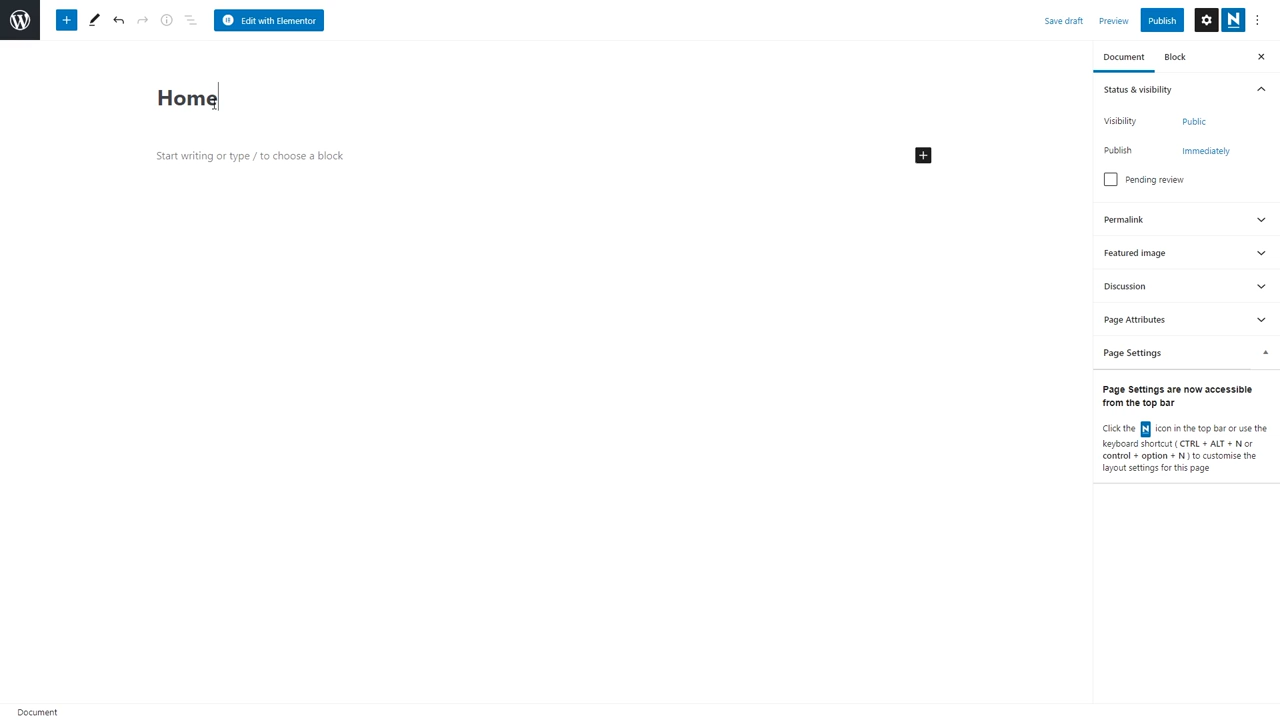 Edit with Elementor
Save draft
Preview
Publish
N
Document
Block
Home
Status & visibility
Start writing or type / to choose a block
Visibility
Public
Publish
Immediately
Pending review
Permalink
Featured image
Discussion
Page Attributes
Page Settings
Page Settings are now accessible
from the top bar
Click the N icon in the top bar or use the
keyboard shortcut ( CTRL + ALT + N or
control + option + N ) to customise the
layout settings for this page
Document